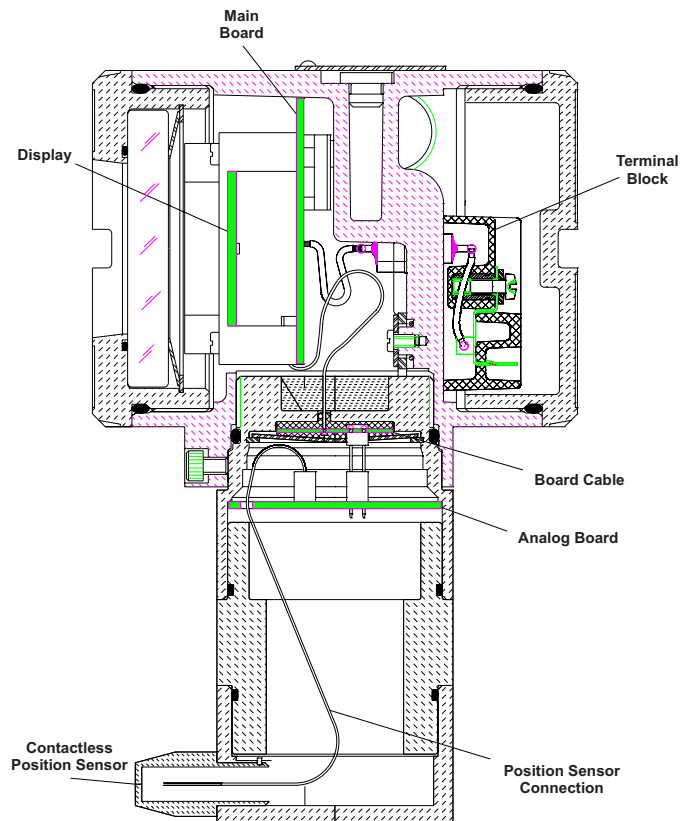 Main
Board
Display
Terminal
Block
Board Cable
Analog Board
Contactless
Position Sensor
Position Sensor
Connection